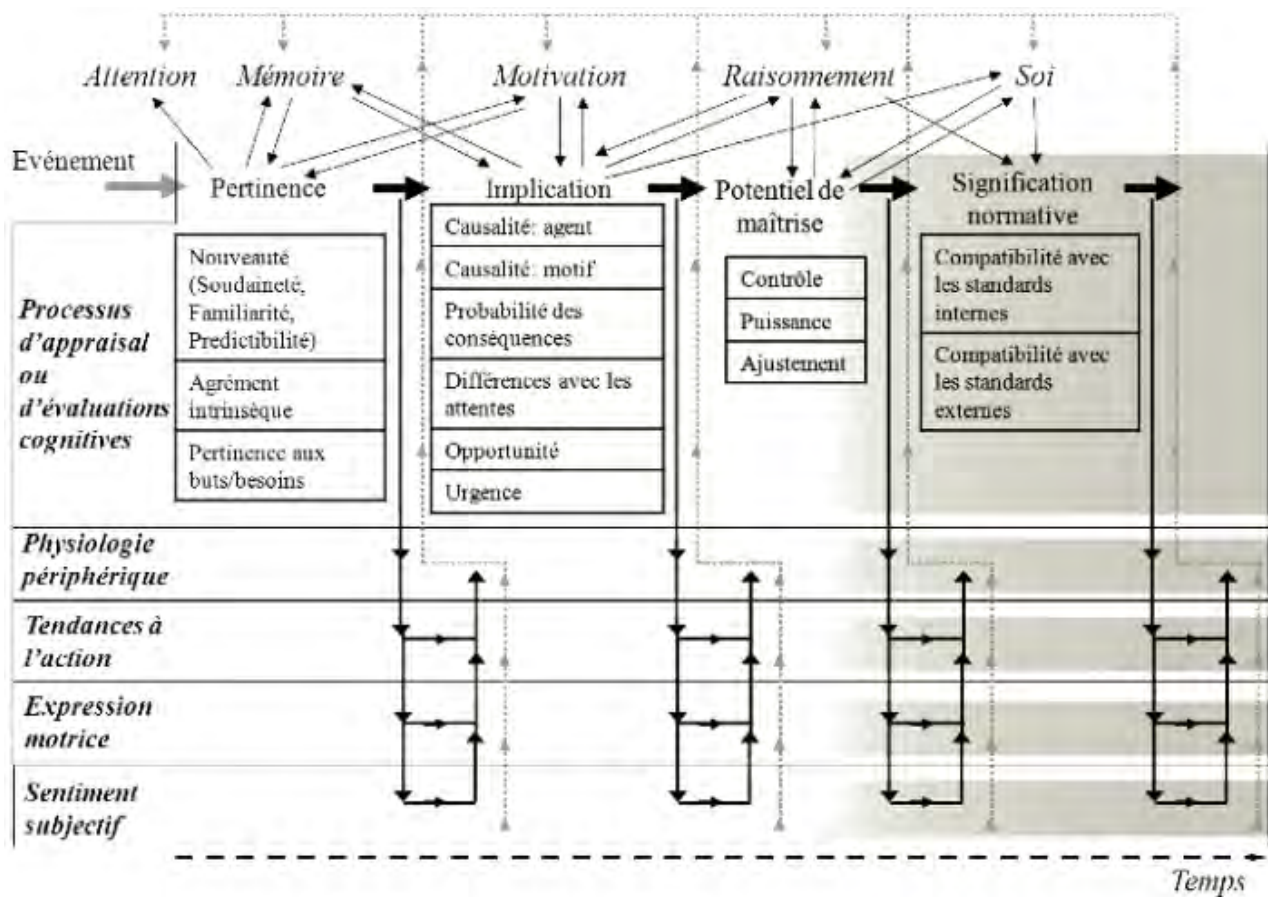 Attention
Mémoire
Motivation
Raisonnement
Soi
Evénement
Pertinence
Implication
Potentiel de
maîtrise
Signification
normative
Processus
d'appraisal
ou
d'évaluations
cognitives
Nouveauté
(Soudaineté,
Familiarité,
Predictibilité)
Agrément
intrinsèque
Pertinence aux
buts/besoins
Causalité: agent
Causalité: motif
Probabilité des
conséquences
Différences avec les
attentes
Opportunité
Urgence
Contrôle
Puissance
Ajustement
Compatibilité avec
les standards
internes
Compatibilité avec
les standards
externes
Physiologie
périphérique
Tendances à
l'action
Expression
motrice
Sentiment
subjectif
Temps